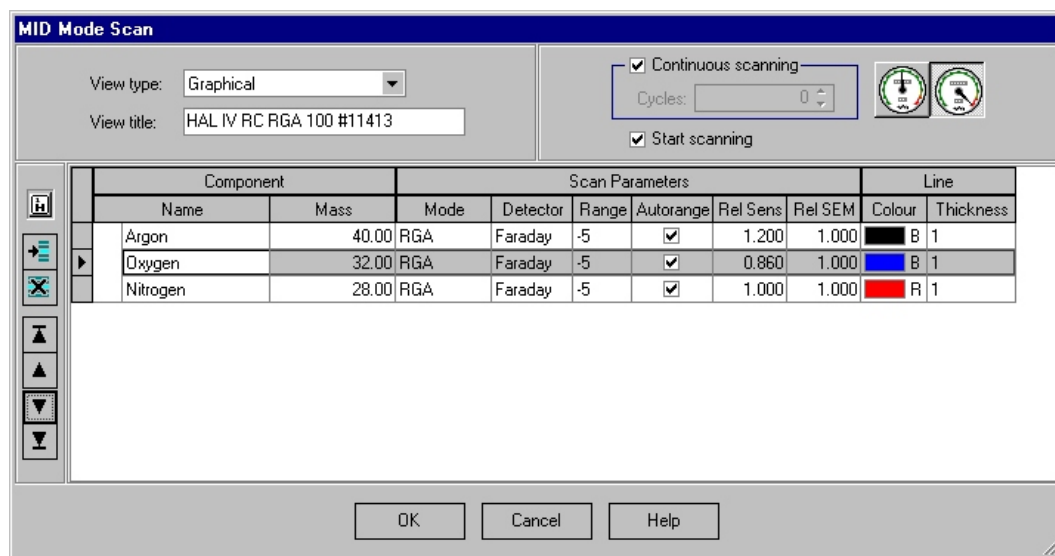 MID Mode Scan
View type: Graphical
View title: HAL IV RC RGA 100 #11413
Continuous scanning
Cycles: 0
Start scanning
Component Scan Parameters Line
Name Mass Mode Detector Range Autorange Rel Sens Rel SEM Colour Thickness
Argon 40.00 RGA Faraday -5 1.200 1.000 B 1
Oxygen 32.00 RGA Faraday -5 0.860 1.000 B 1
Nitrogen 28.00 RGA Faraday -5 1.000 1.000 R 1
OK Cancel Help